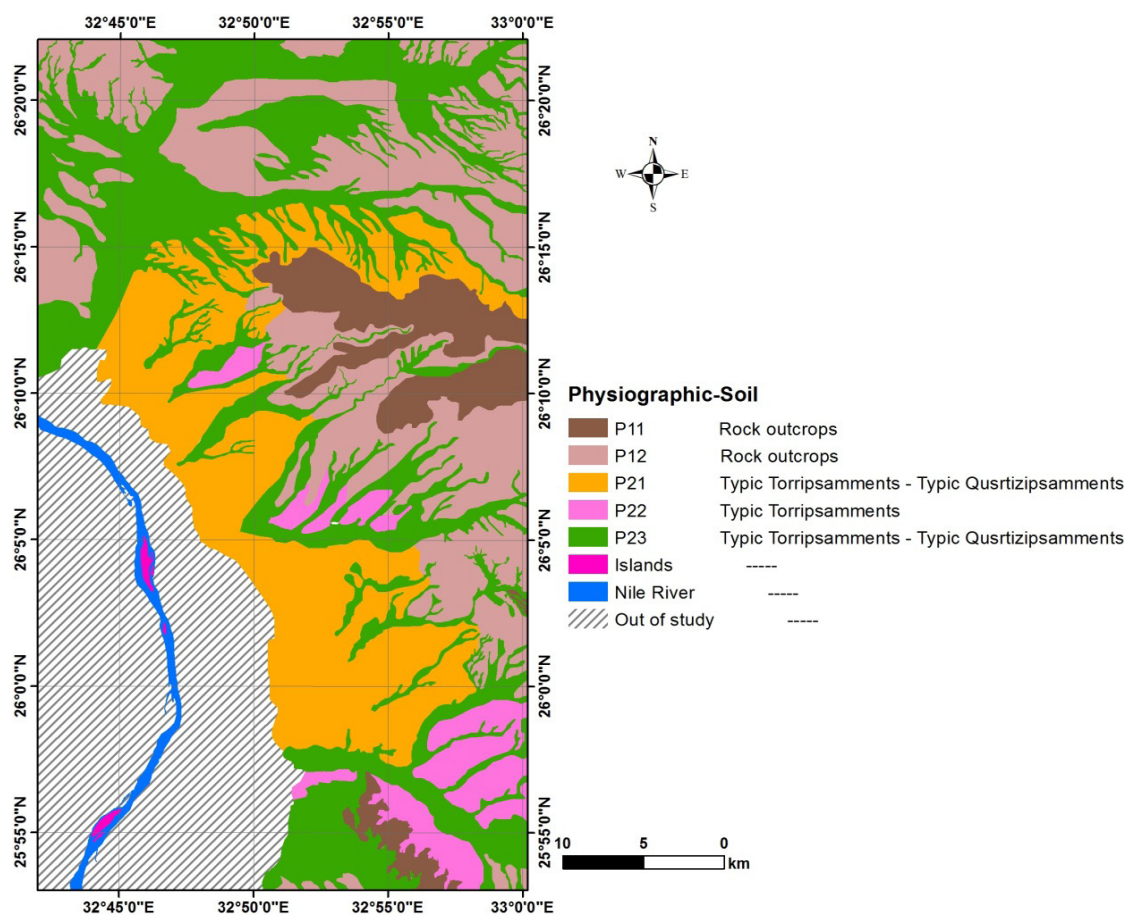 32°45'0"E 32°50'0"E 32°55'0"E 33°0'0"E
26°20'0"N 26°20'0"N
N
W E
S
26°15'0"N 26°15'0"N
26°10'0"N 26°10'0"N
Physiographic-Soil
P11 Rock outcrops
P12 Rock outcrops
P21 Typic Torripsamments - Typic Qusrtizipsamments
P22 Typic Torripsamments
P23 Typic Torripsamments - Typic Qusrtizipsamments
26°5'0"N 26°5'0"N
Islands -----
Nile River -----
Out of study -----
26°0'0"N 26°0'0"N
25°55'0"N 25°55'0"N
10 5 0
km
32°45'0"E 32°50'0"E 32°55'0"E 33°0'0"E